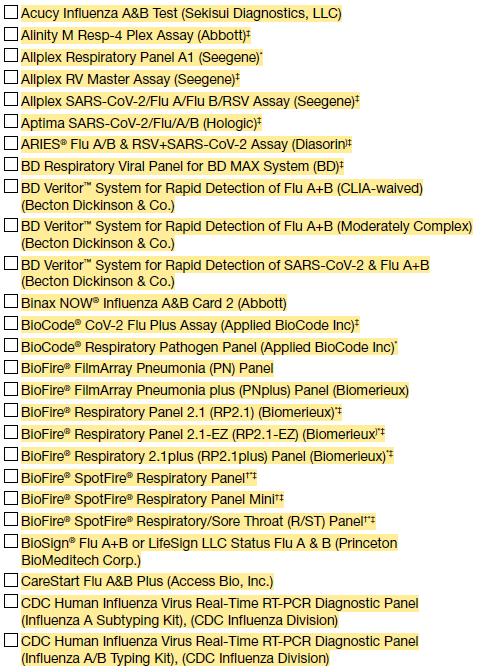 Acucy Influenza A&B Test (Sekisui Diagnostics, LLC)
Alinity M Resp-4 Plex Assay (Abbott)‡
Allplex Respiratory Panel A1 (Seegene)*
Allplex RV Master Assay (Seegene)‡
Allplex SARS-CoV-2/Flu A/Flu B/RSV Assay (Seegene)‡
Aptima SARS-CoV-2/Flu/A/B (Hologic)‡
ARIES® Flu A/B & RSV+SARS-CoV-2 Assay (Diasorin)‡
BD Respiratory Viral Panel for BD MAX System (BD)‡
BD Veritor™ System for Rapid Detection of Flu A+B (CLIA-waived)
(Becton Dickinson & Co.)
BD Veritor™ System for Rapid Detection of Flu A+B (Moderately Complex)
(Becton Dickinson & Co.)
BD Veritor™ System for Rapid Detection of SARS-CoV-2 & Flu A+B
(Becton Dickinson & Co.)
Binax NOW® Influenza A&B Card 2 (Abbott)
BioCode® CoV-2 Flu Plus Assay (Applied BioCode Inc)‡
BioCode® Respiratory Pathogen Panel (Applied BioCode Inc)*
BioFire® FilmArray Pneumonia (PN) Panel
BioFire® FilmArray Pneumonia plus (PNplus) Panel (Biomerieux)
BioFire® Respiratory Panel 2.1 (RP2.1) (Biomerieux)*‡
BioFire® Respiratory Panel 2.1-EZ (RP2.1-EZ) (Biomerieux)*‡
BioFire® Respiratory 2.1plus (RP2.1plus) Panel (Biomerieux)*‡
BioFire® SpotFire® Respiratory Panel†*‡
BioFire® SpotFire® Respiratory Panel Mini†‡
BioFire® SpotFire® Respiratory/Sore Throat (R/ST) Panel†*‡
BioSign® Flu A+B or LifeSign LLC Status Flu A & B (Princeton
BioMeditech Corp.)
CareStart Flu A&B Plus (Access Bio, Inc.)
CDC Human Influenza Virus Real-Time RT-PCR Diagnostic Panel
(Influenza A Subtyping Kit), (CDC Influenza Division)
CDC Human Influenza Virus Real-Time RT-PCR Diagnostic Panel
(Influenza A/B Typing Kit), (CDC Influenza Division)